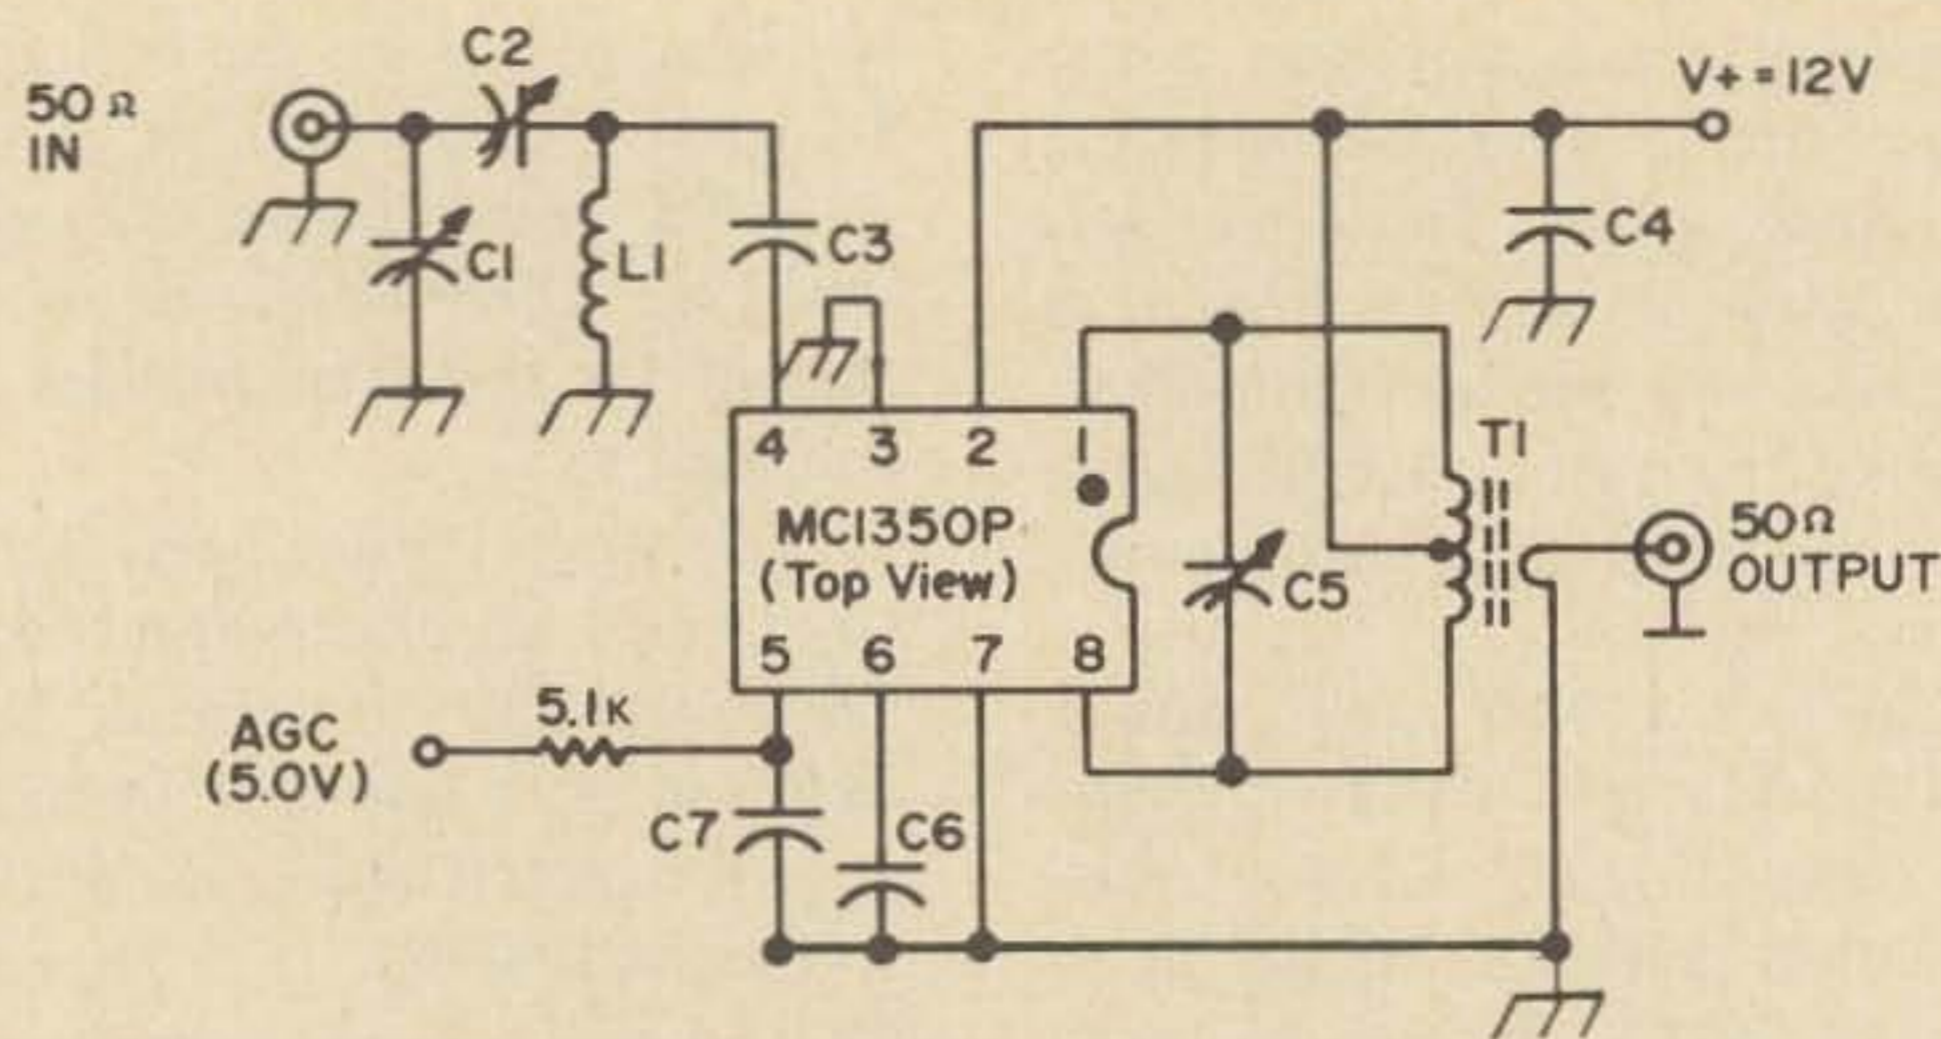 50Ω
IN
C2
V+=12V
C1
L1
C3
C4
4 3 2 1
T1
MC1350P
(Top View)
C5
50Ω
OUTPUT
5 6 7 8
AGC
(5.0V)
5.1K
C7
C6